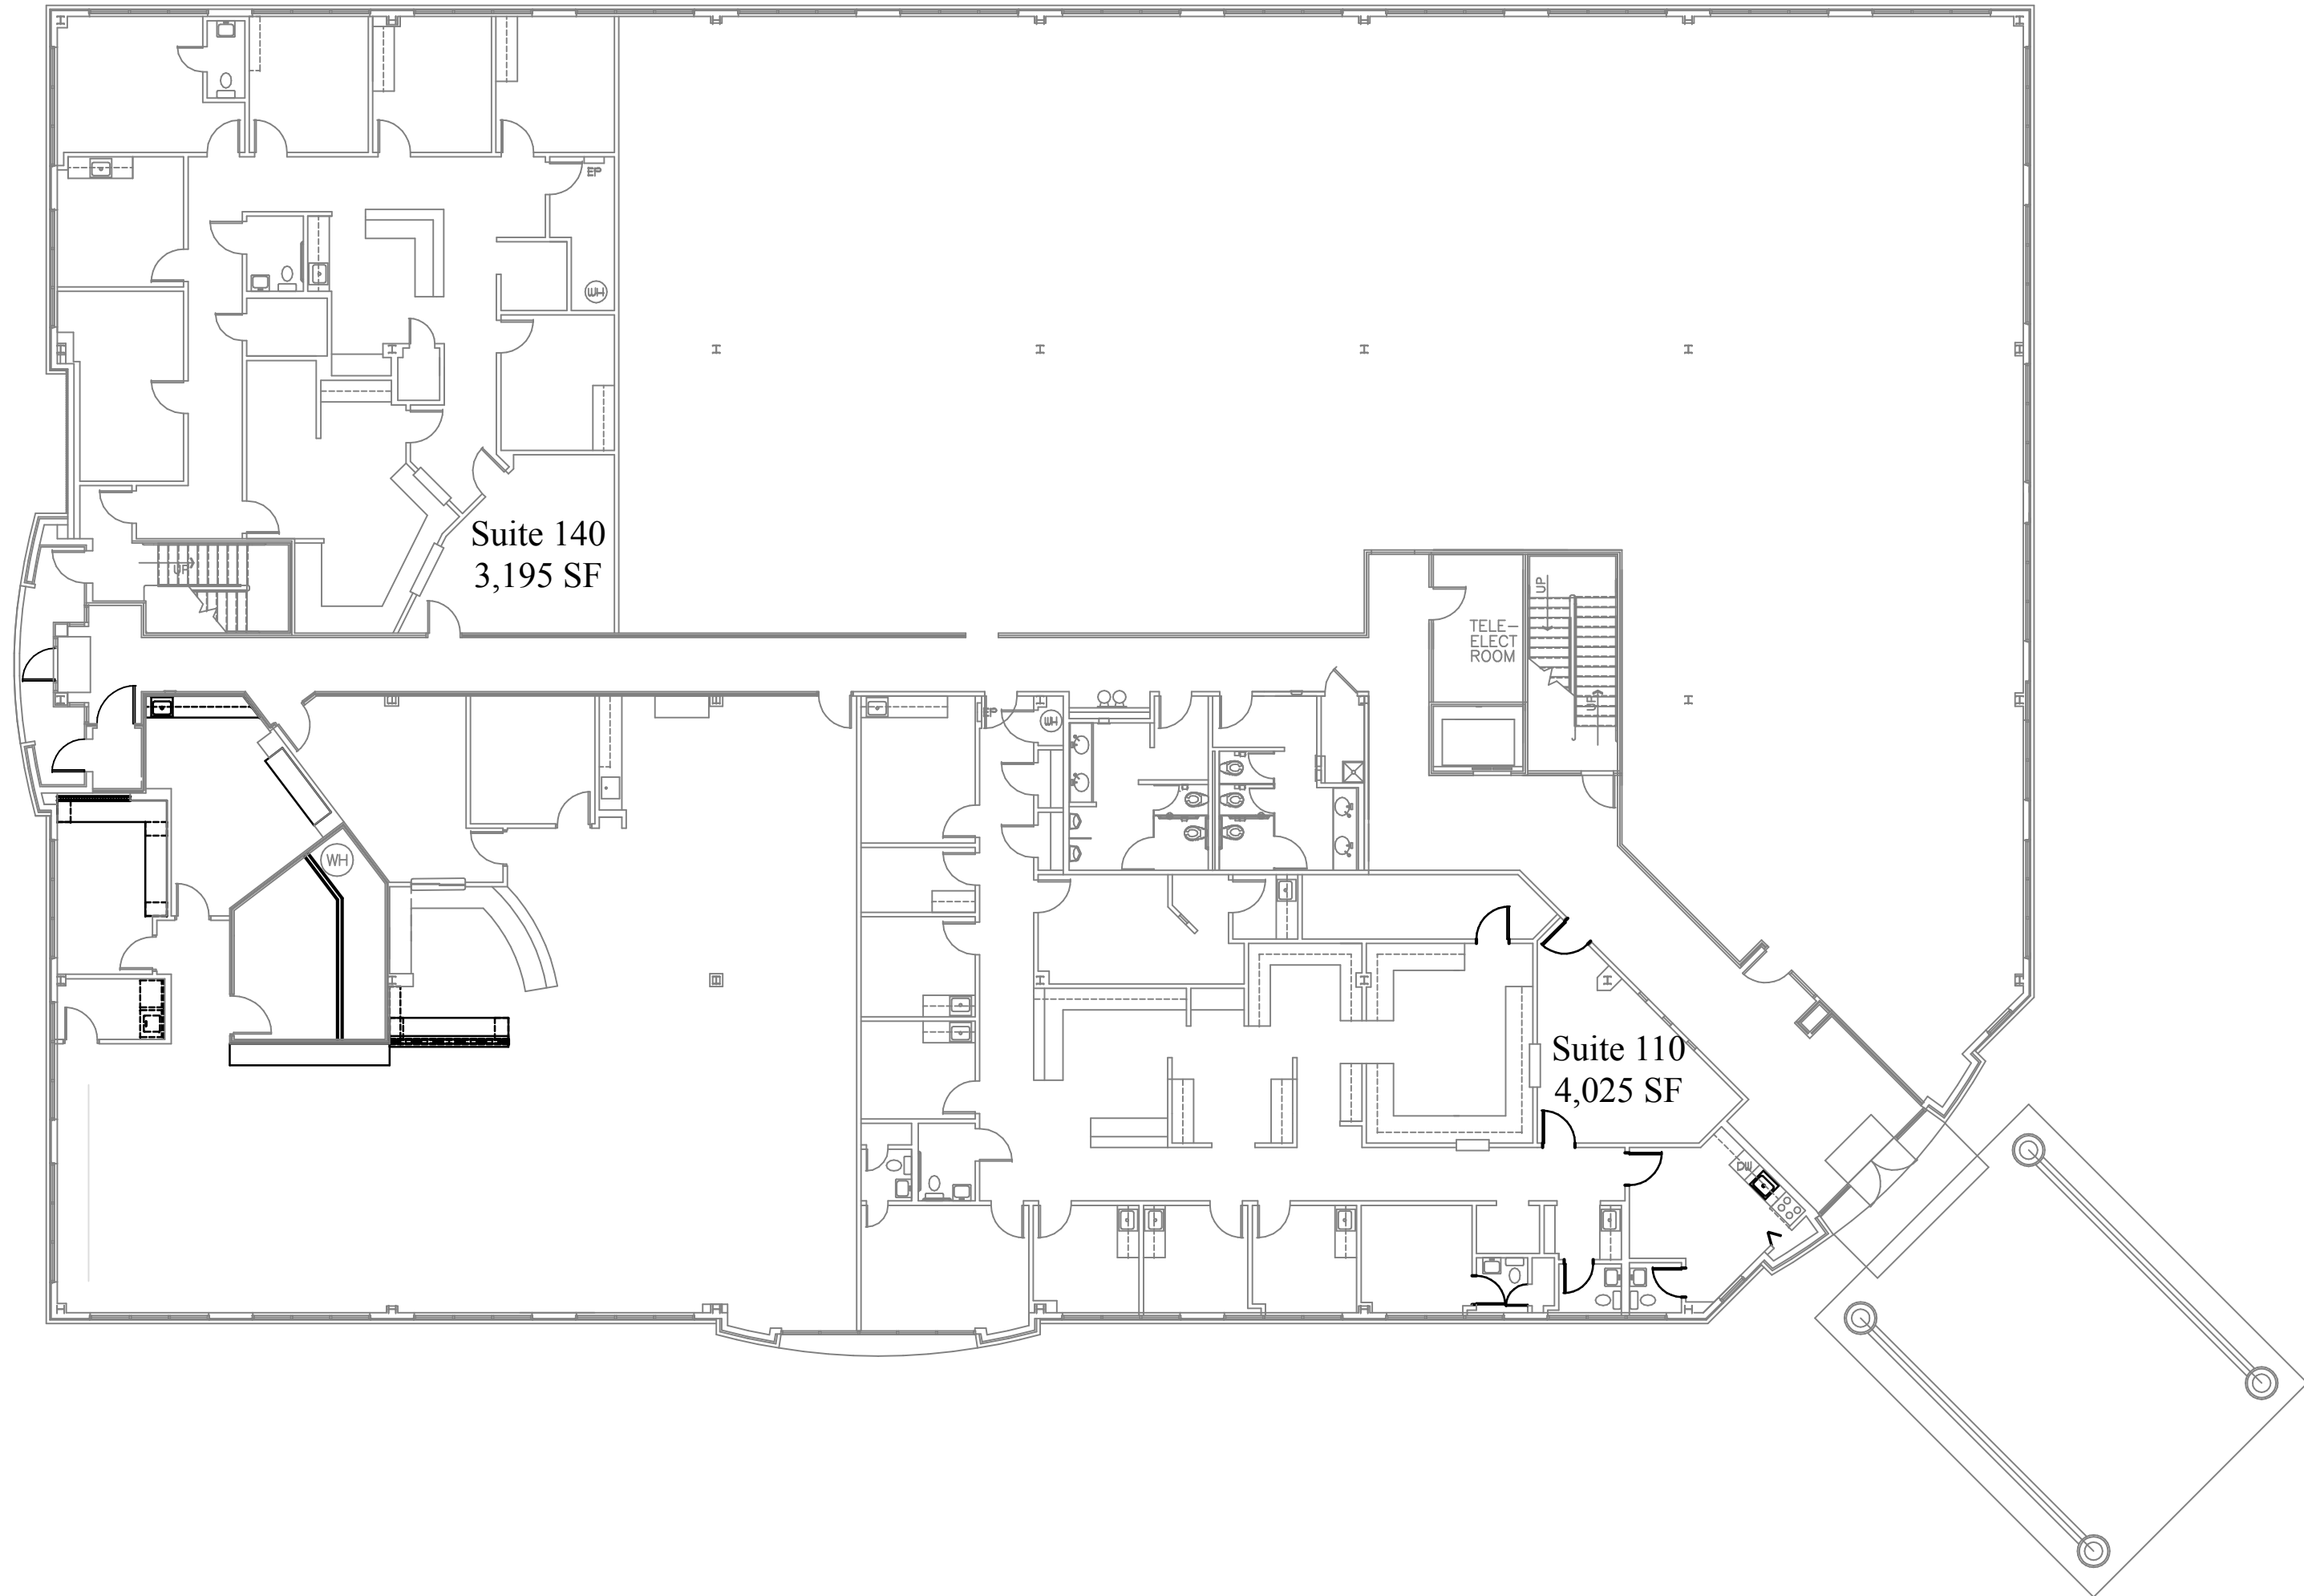 EP
WH
Suite 140
3,195 SF
UP
UP
TELE-
ELECT
ROOM
UP
EP
WH
WH
Suite 110
4,025 SF
DW